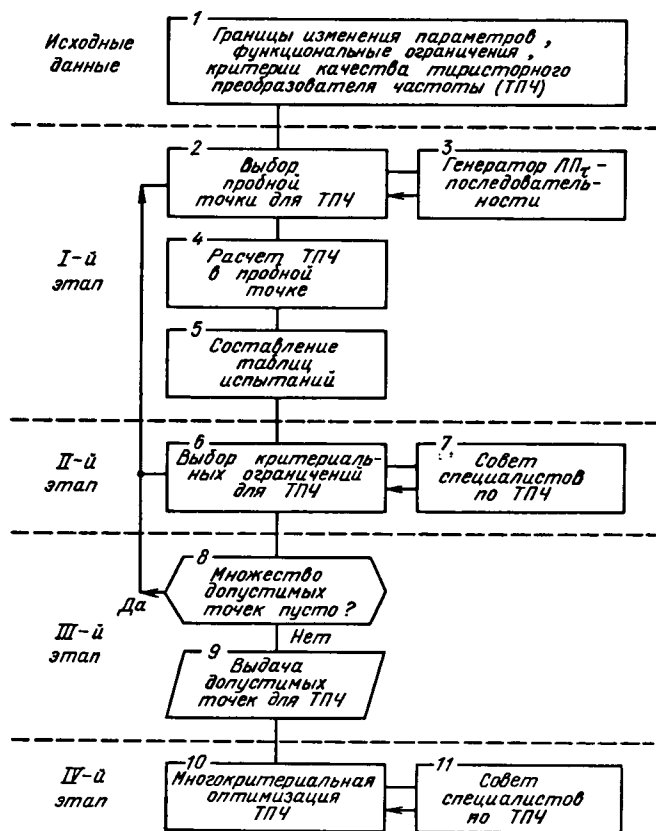 Исходные
данные
1
Границы изменения параметров,
функциональные ограничения,
критерии качества тиристорного
преобразователя частоты (ТПЧ)
I-й
этап
2
Выбор
пробной
точки для ТПЧ
3
Генератор ЛПτ-
последователь-
ности
4
Расчет ТПЧ
в пробной
точке
5
Составление
таблиц
испытаний
II-й
этап
6
Выбор критериаль-
ных ограничений
для ТПЧ
7
Совет
специалистов
по ТПЧ
III-й
этап
8
Множество
допустимых
точек пусто?
Да
Нет
9
Выдача
допустимых
точек для ТПЧ
IV-й
этап
10
Многокритериальная
оптимизация
ТПЧ
11
Совет
специалистов
по ТПЧ